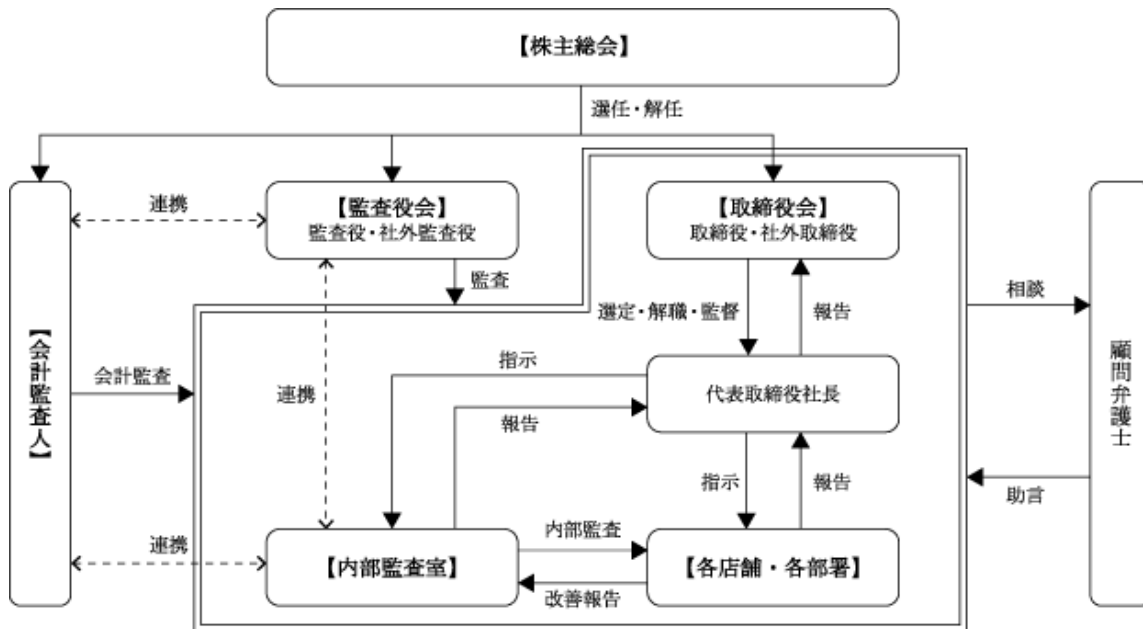 【株主総会】
選任・解任
連携
【監査役会】
監査役・社外監査役
【取締役会】
取締役・社外取締役
監査
選定・解職・監督
報告
相談
【会計監査人】
会計監査
指示
連携
報告
代表取締役社長
顧問弁護士
指示
報告
助言
連携
【内部監査室】
内部監査
改善報告
【各店舗・各部署】